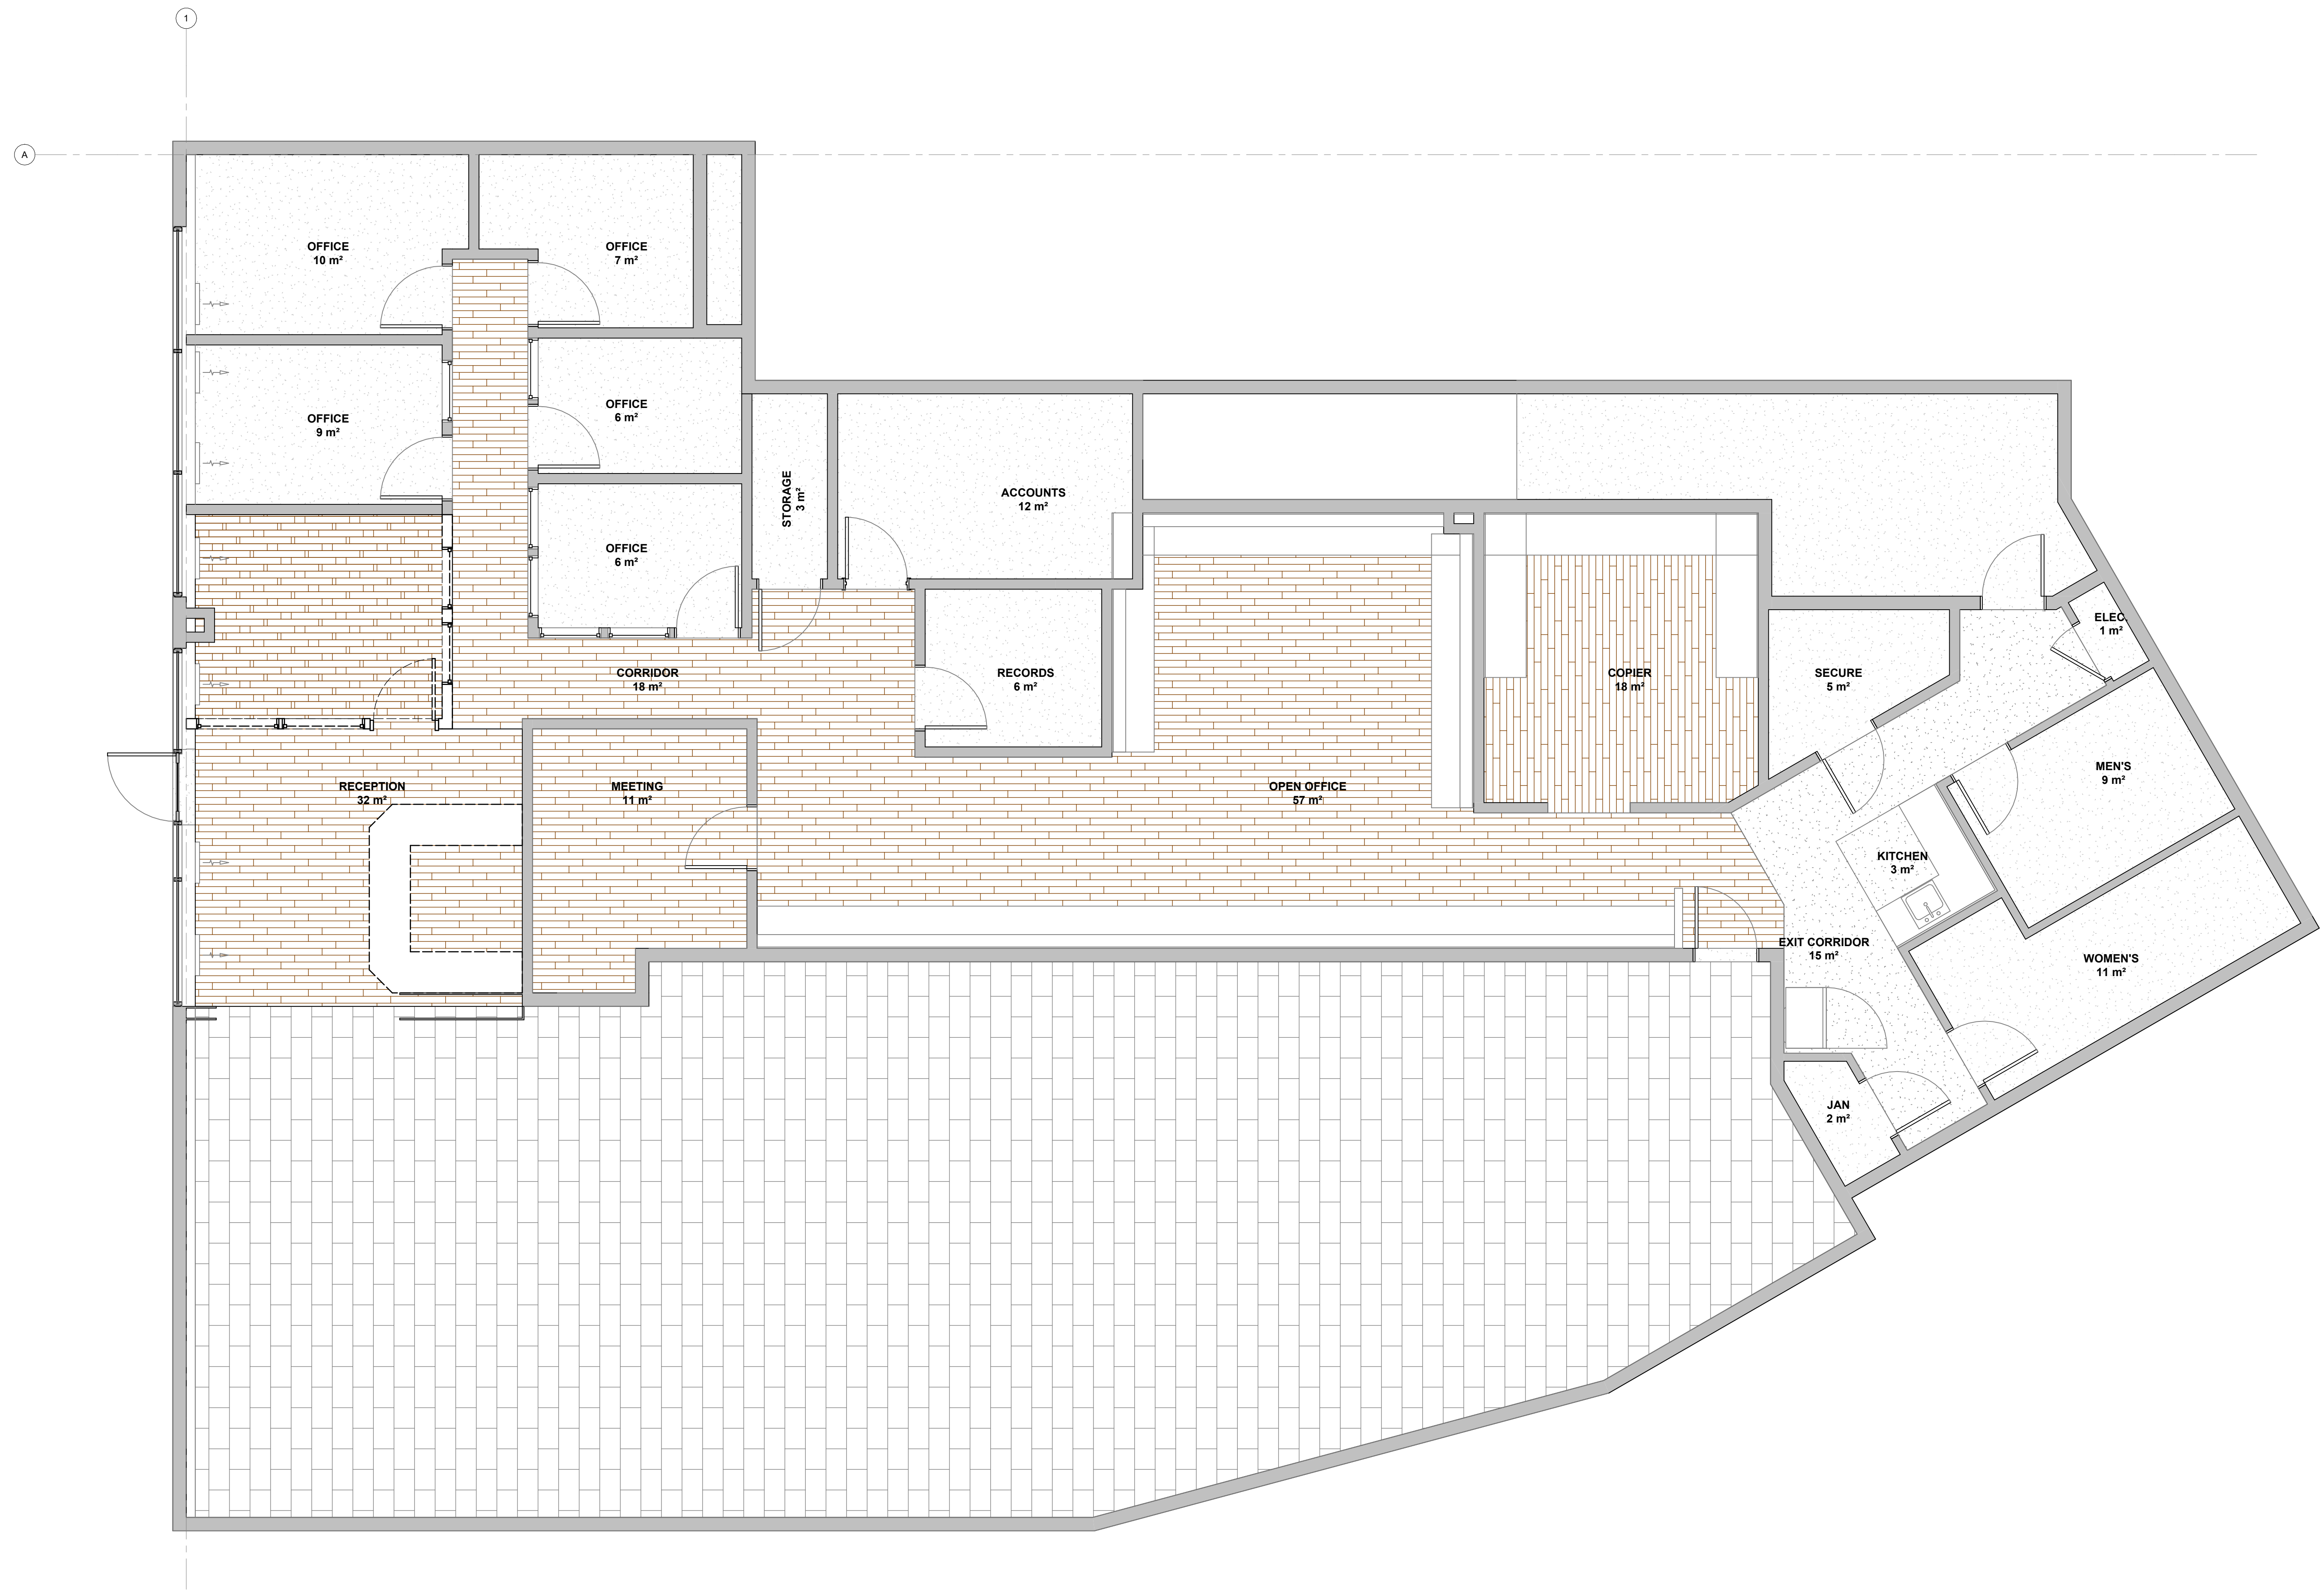 1
A
OFFICE
10 m²
OFFICE
7 m²
OFFICE
9 m²
OFFICE
6 m²
STORAGE
3 m²
ACCOUNTS
12 m²
OFFICE
6 m²
CORRIDOR
18 m²
RECORDS
6 m²
COPIER
18 m²
SECURE
5 m²
ELEC.
1 m²
RECEPTION
32 m²
MEETING
11 m²
OPEN OFFICE
57 m²
MEN'S
9 m²
KITCHEN
3 m²
EXIT CORRIDOR
15 m²
WOMEN'S
11 m²
JAN
2 m²